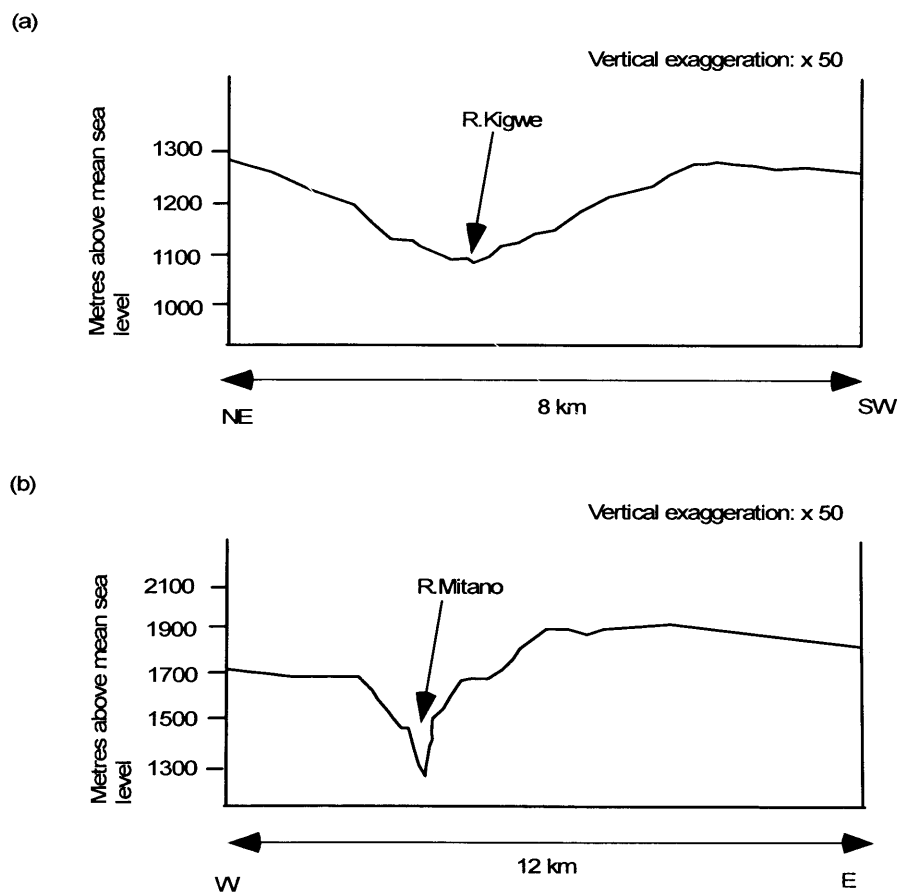 (a)
Vertical exaggeration: x 50
R.Kigwe
Metres above mean sea
level
1300
1200
1100
1000
8 km
NE
SW
(b)
Vertical exaggeration: x 50
R.Mitano
Metres above mean sea
level
2100
1900
1700
1500
1300
12 km
W
E